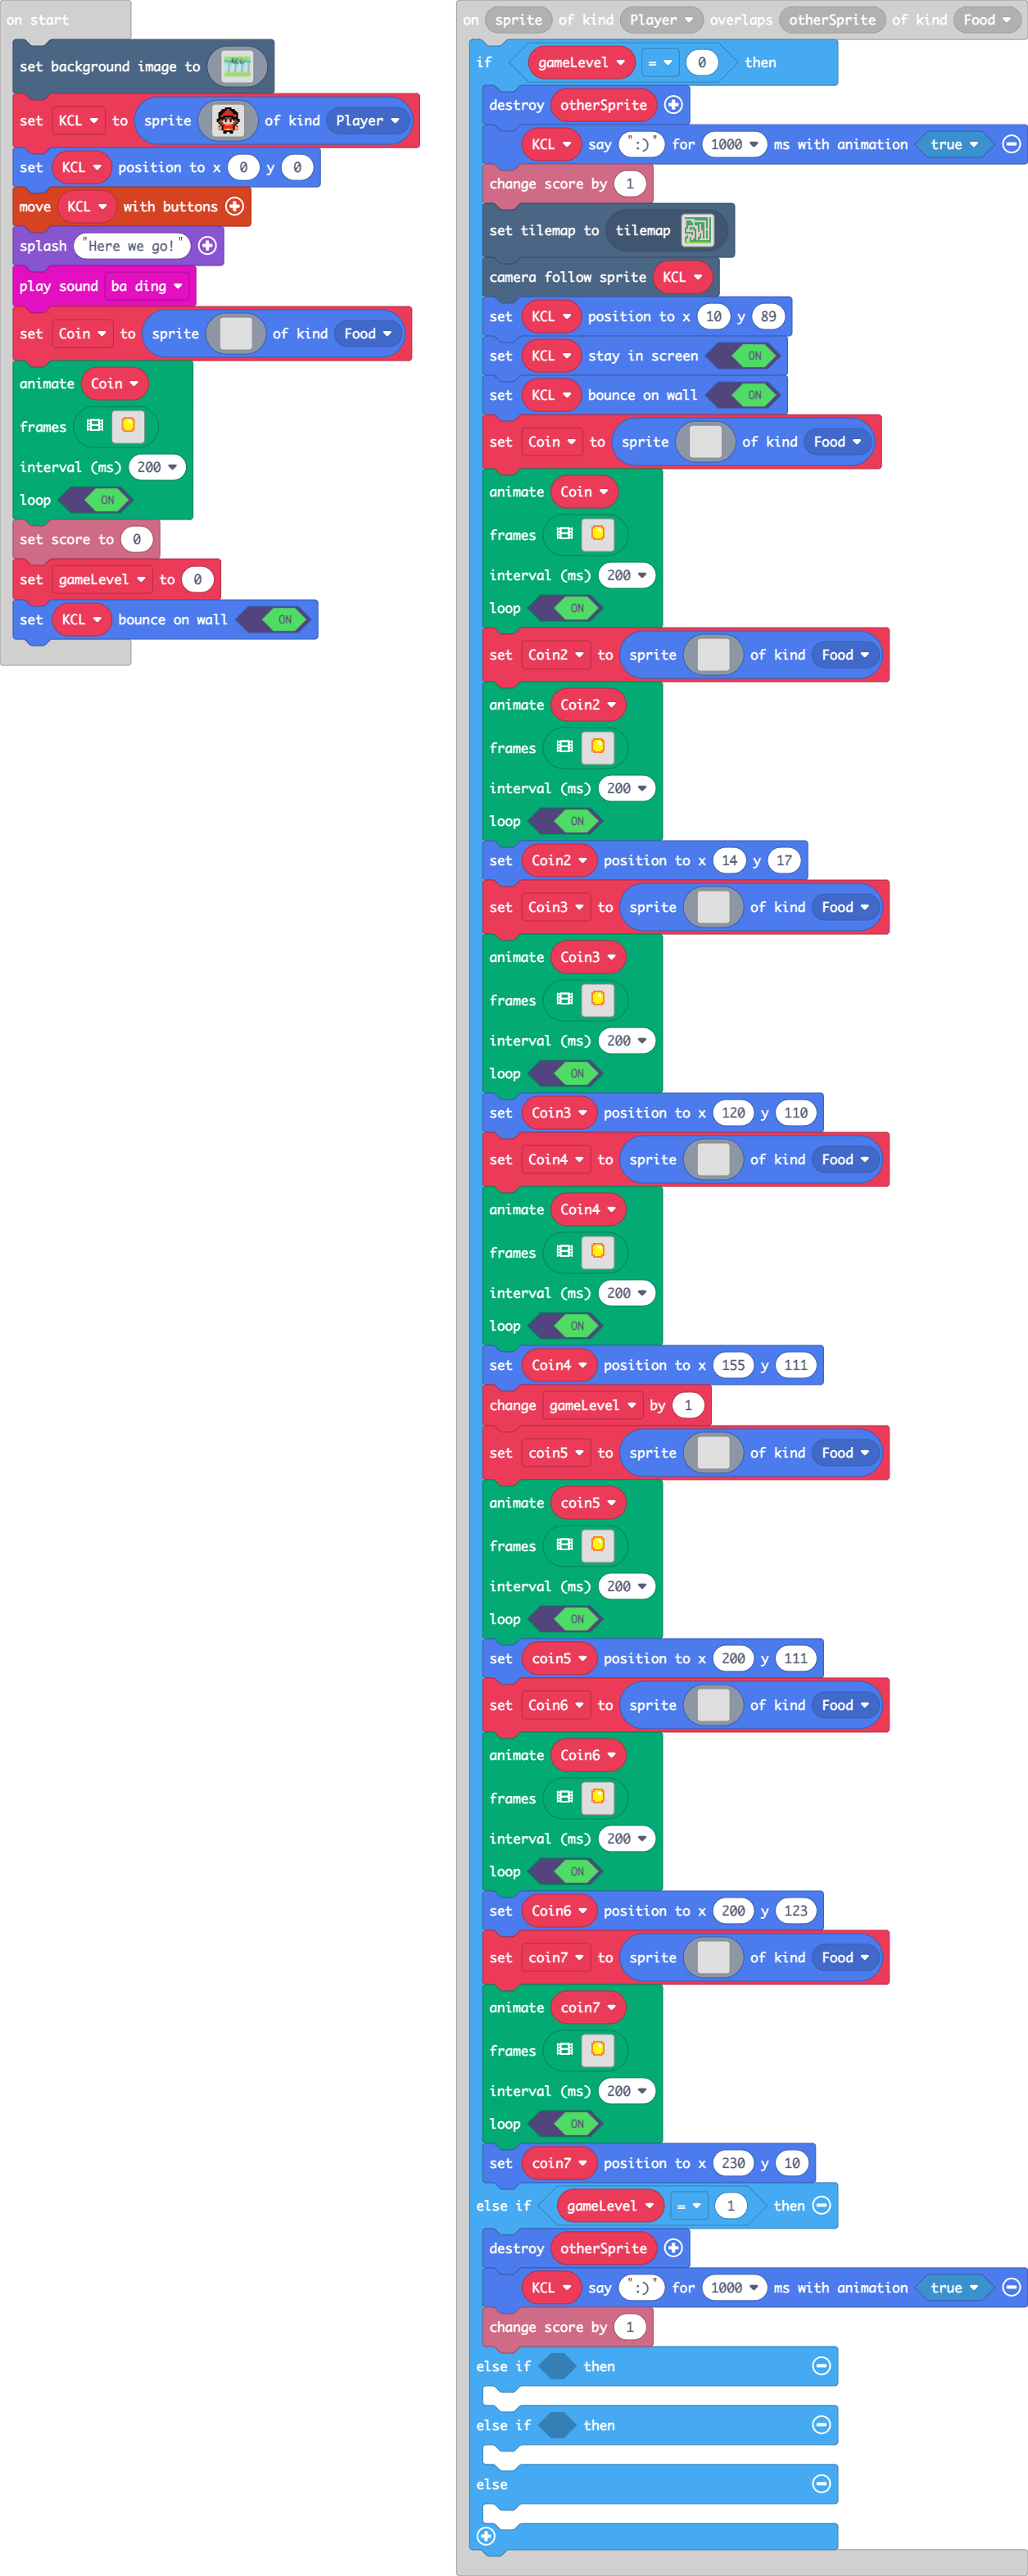 on start
set background image to
set KCL to sprite of kind Player
set KCL position to x 0 y 0
move KCL with buttons
splash "Here we go!"
play sound ba ding
set Coin to sprite of kind Food
animate Coin
frames
interval (ms) 200
loop ON
set score to 0
set gameLevel to 0
set KCL bounce on wall ON
on sprite of kind Player overlaps otherSprite of kind Food
if gameLevel = 0 then
destroy otherSprite
KCL say ":)" for 1000 ms with animation true
change score by 1
set tilemap to tilemap
camera follow sprite KCL
set KCL position to x 10 y 89
set KCL stay in screen ON
set KCL bounce on wall ON
set Coin to sprite of kind Food
animate Coin
frames
interval (ms) 200
loop ON
set Coin2 to sprite of kind Food
animate Coin2
frames
interval (ms) 200
loop ON
set Coin2 position to x 14 y 17
set Coin3 to sprite of kind Food
animate Coin3
frames
interval (ms) 200
loop ON
set Coin3 position to x 120 y 110
set Coin4 to sprite of kind Food
animate Coin4
frames
interval (ms) 200
loop ON
set Coin4 position to x 155 y 111
change gameLevel by 1
set coin5 to sprite of kind Food
animate coin5
frames
interval (ms) 200
loop ON
set coin5 position to x 200 y 111
set Coin6 to sprite of kind Food
animate Coin6
frames
interval (ms) 200
loop ON
set Coin6 position to x 200 y 123
set coin7 to sprite of kind Food
animate coin7
frames
interval (ms) 200
loop ON
set coin7 position to x 230 y 10
else if gameLevel = 1 then
destroy otherSprite
KCL say ":)" for 1000 ms with animation true
change score by 1
else if then
else if then
else